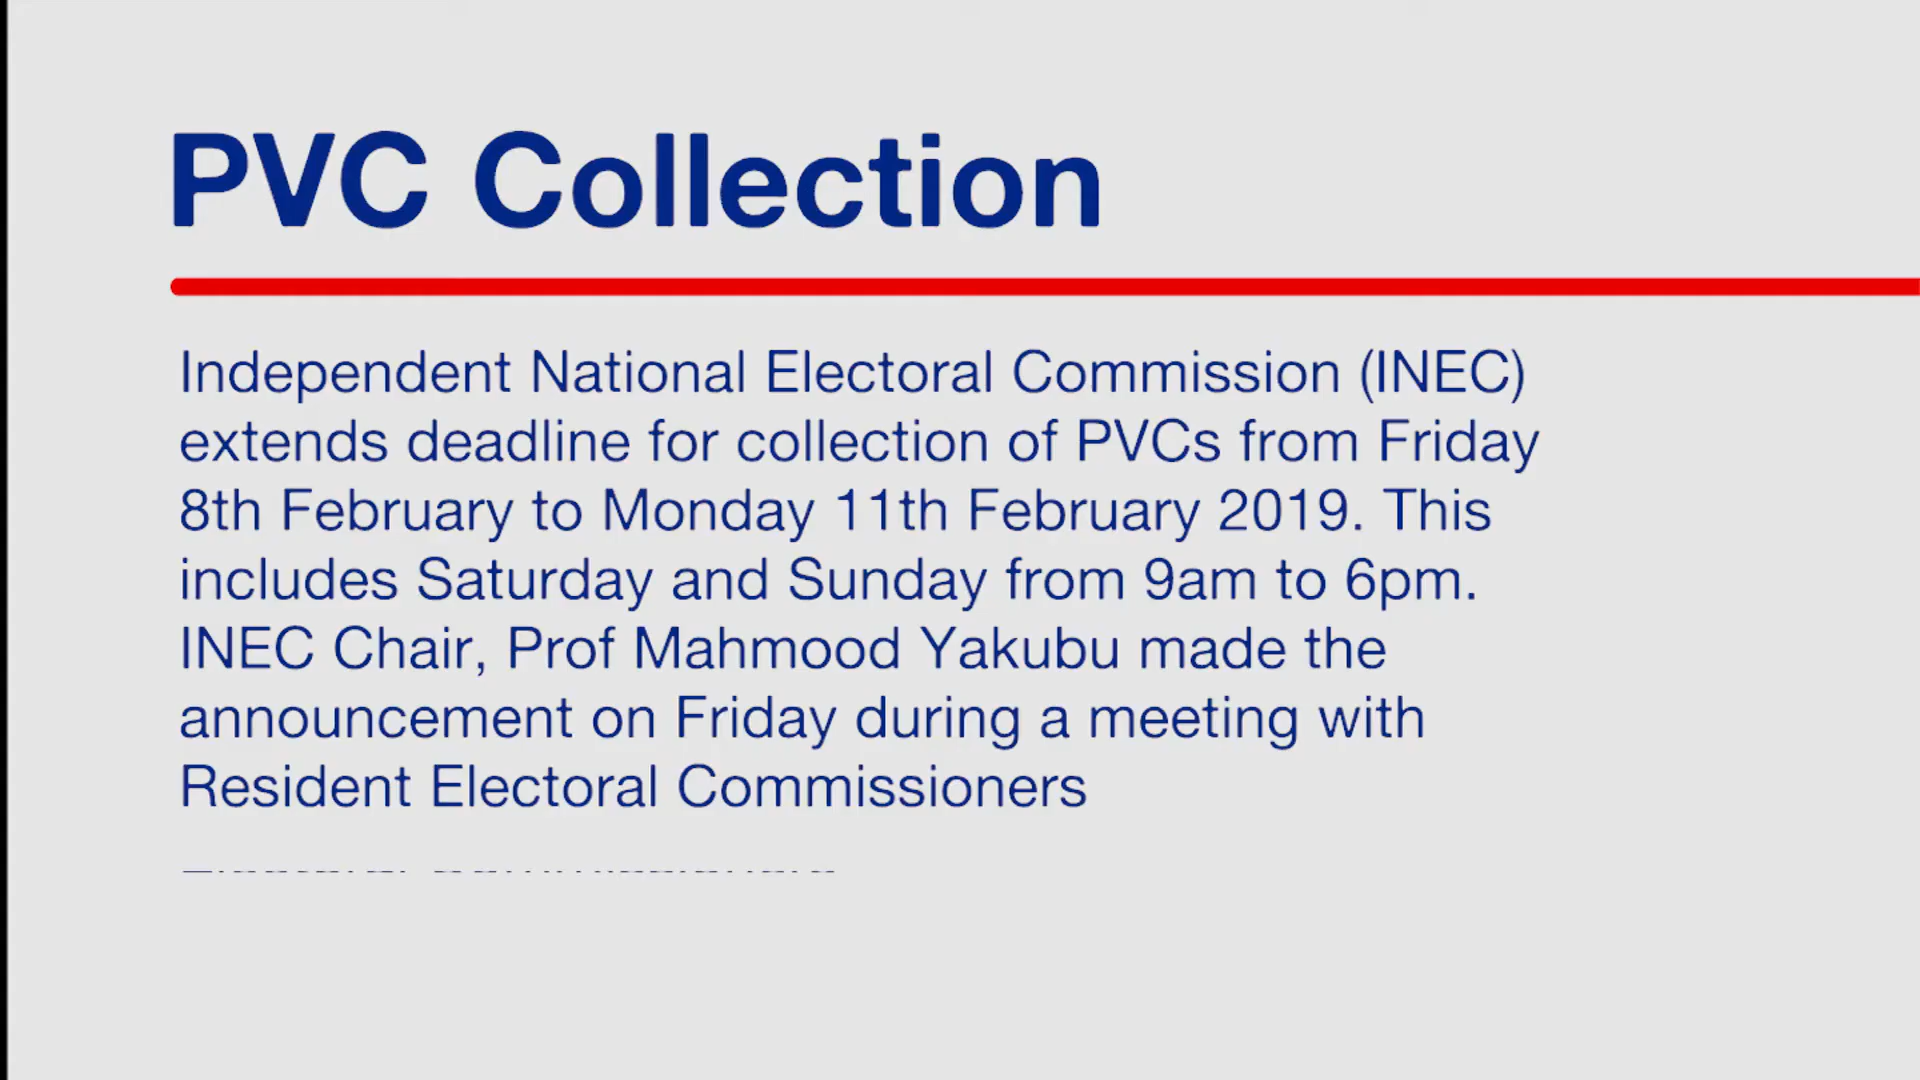 PVC Collection
Independent National Electoral Commission (INEC)
extends deadline for collection of PVCs from Friday
8th February to Monday 11th February 2019. This
includes Saturday and Sunday from 9am to 6pm.
INEC Chair, Prof Mahmood Yakubu made the
announcement on Friday during a meeting with
Resident Electoral Commissioners